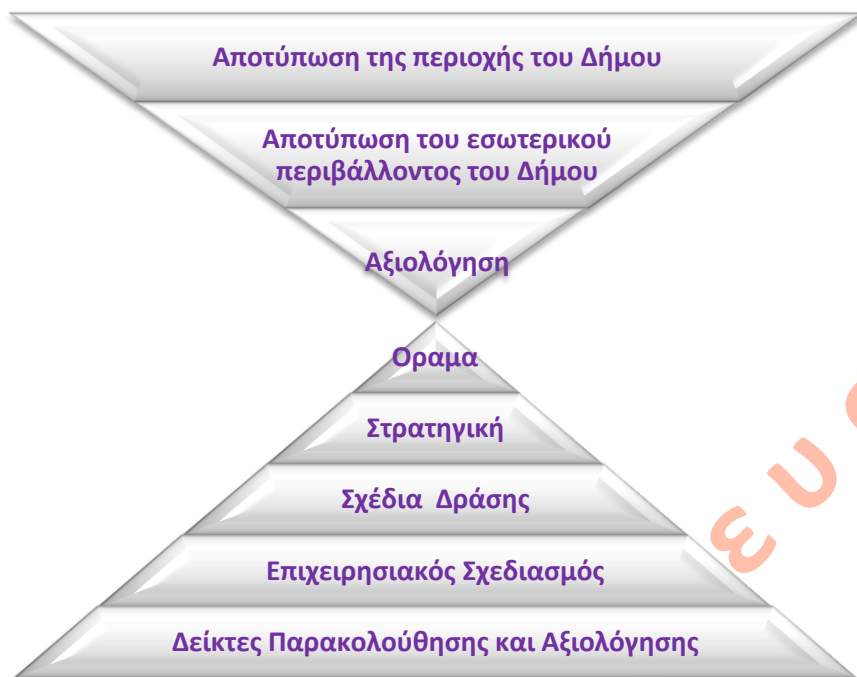 Αποτύπωση της περιοχής του Δήμου
Αποτύπωση του εσωτερικού
περιβάλλοντος του Δήμου
Αξιολόγηση
Οραμα
Στρατηγική
Σχέδια Δράσης
Επιχειρησιακός Σχεδιασμός
Δείκτες Παρακολούθησης και Αξιολόγησης